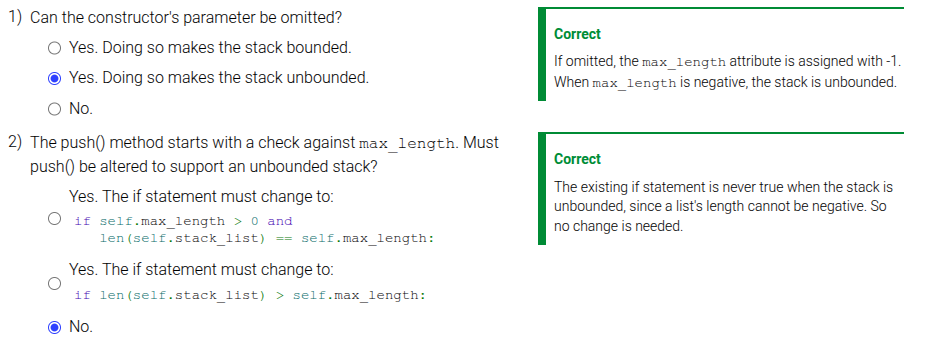 1) Can the constructor's parameter be omitted?
Yes. Doing so makes the stack bounded.
Yes. Doing so makes the stack unbounded.
No.
Correct
If omitted, the max_length attribute is assigned with -1.
When max_length is negative, the stack is unbounded.
2) The push() method starts with a check against max_length. Must
push() be altered to support an unbounded stack?
Yes. The if statement must change to:
if self.max_length > 0 and
len(self.stack_list) == self.max_length:
Yes. The if statement must change to:
if len(self.stack_list) > self.max_length:
No.
Correct
The existing if statement is never true when the stack is
unbounded, since a list's length cannot be negative. So
no change is needed.